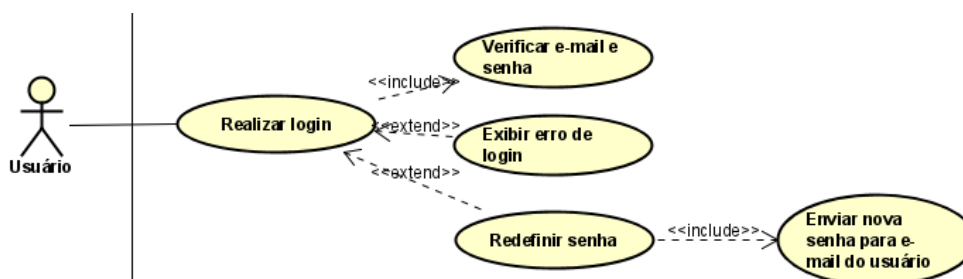 Verificar e-mail e
senha
<<include>>
Realizar login
<<extend>>
Exibir erro de
login
Usuário
<<extend>>
Redefinir senha
<<include>>
Enviar nova
senha para e-
mail do usuário